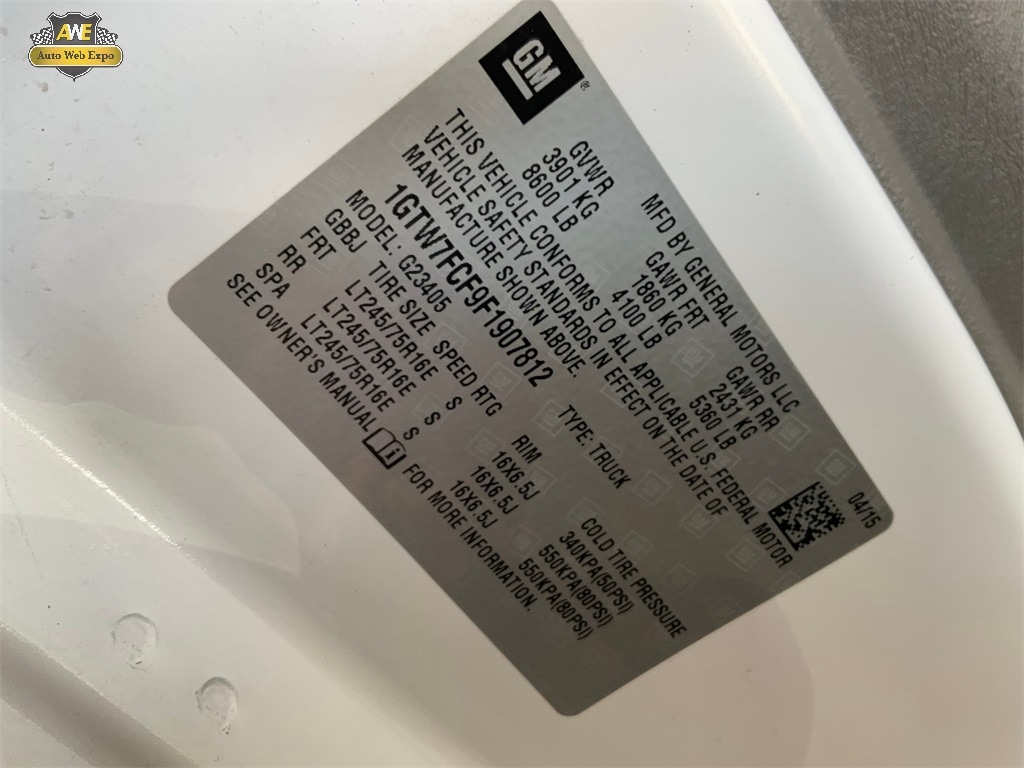 AWE
Auto Web Expo
GM
®
MFD BY GENERAL MOTORS LLC 04/15
GVWR GAWR FRT GAWR RR
3901 KG 1860 KG 2431 KG
8600 LB 4100 LB 5360 LB
THIS VEHICLE CONFORMS TO ALL APPLICABLE U.S. FEDERAL MOTOR
VEHICLE SAFETY STANDARDS IN EFFECT ON THE DATE OF
MANUFACTURE SHOWN ABOVE.
1GTW7FCF9F1907812 TYPE: TRUCK
MODEL: G23405
GBBJ TIRE SIZE SPEED RTG RIM COLD TIRE PRESSURE
FRT LT245/75R16E S 16X6.5J 340KPA(50PSI)
RR LT245/75R16E S 16X6.5J 550KPA(80PSI)
SPA LT245/75R16E S 16X6.5J 550KPA(80PSI)
SEE OWNER'S MANUAL FOR MORE INFORMATION.